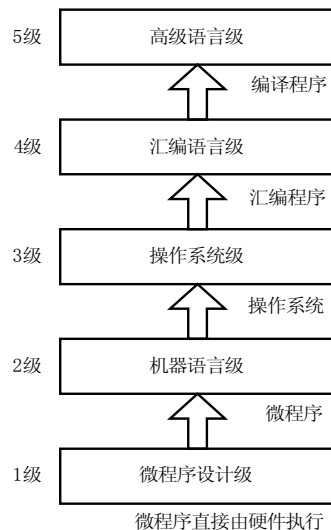 5级 高级语言级
编译程序
4级 汇编语言级
汇编程序
3级 操作系统级
操作系统
2级 机器语言级
微程序
1级 微程序设计级
微程序直接由硬件执行